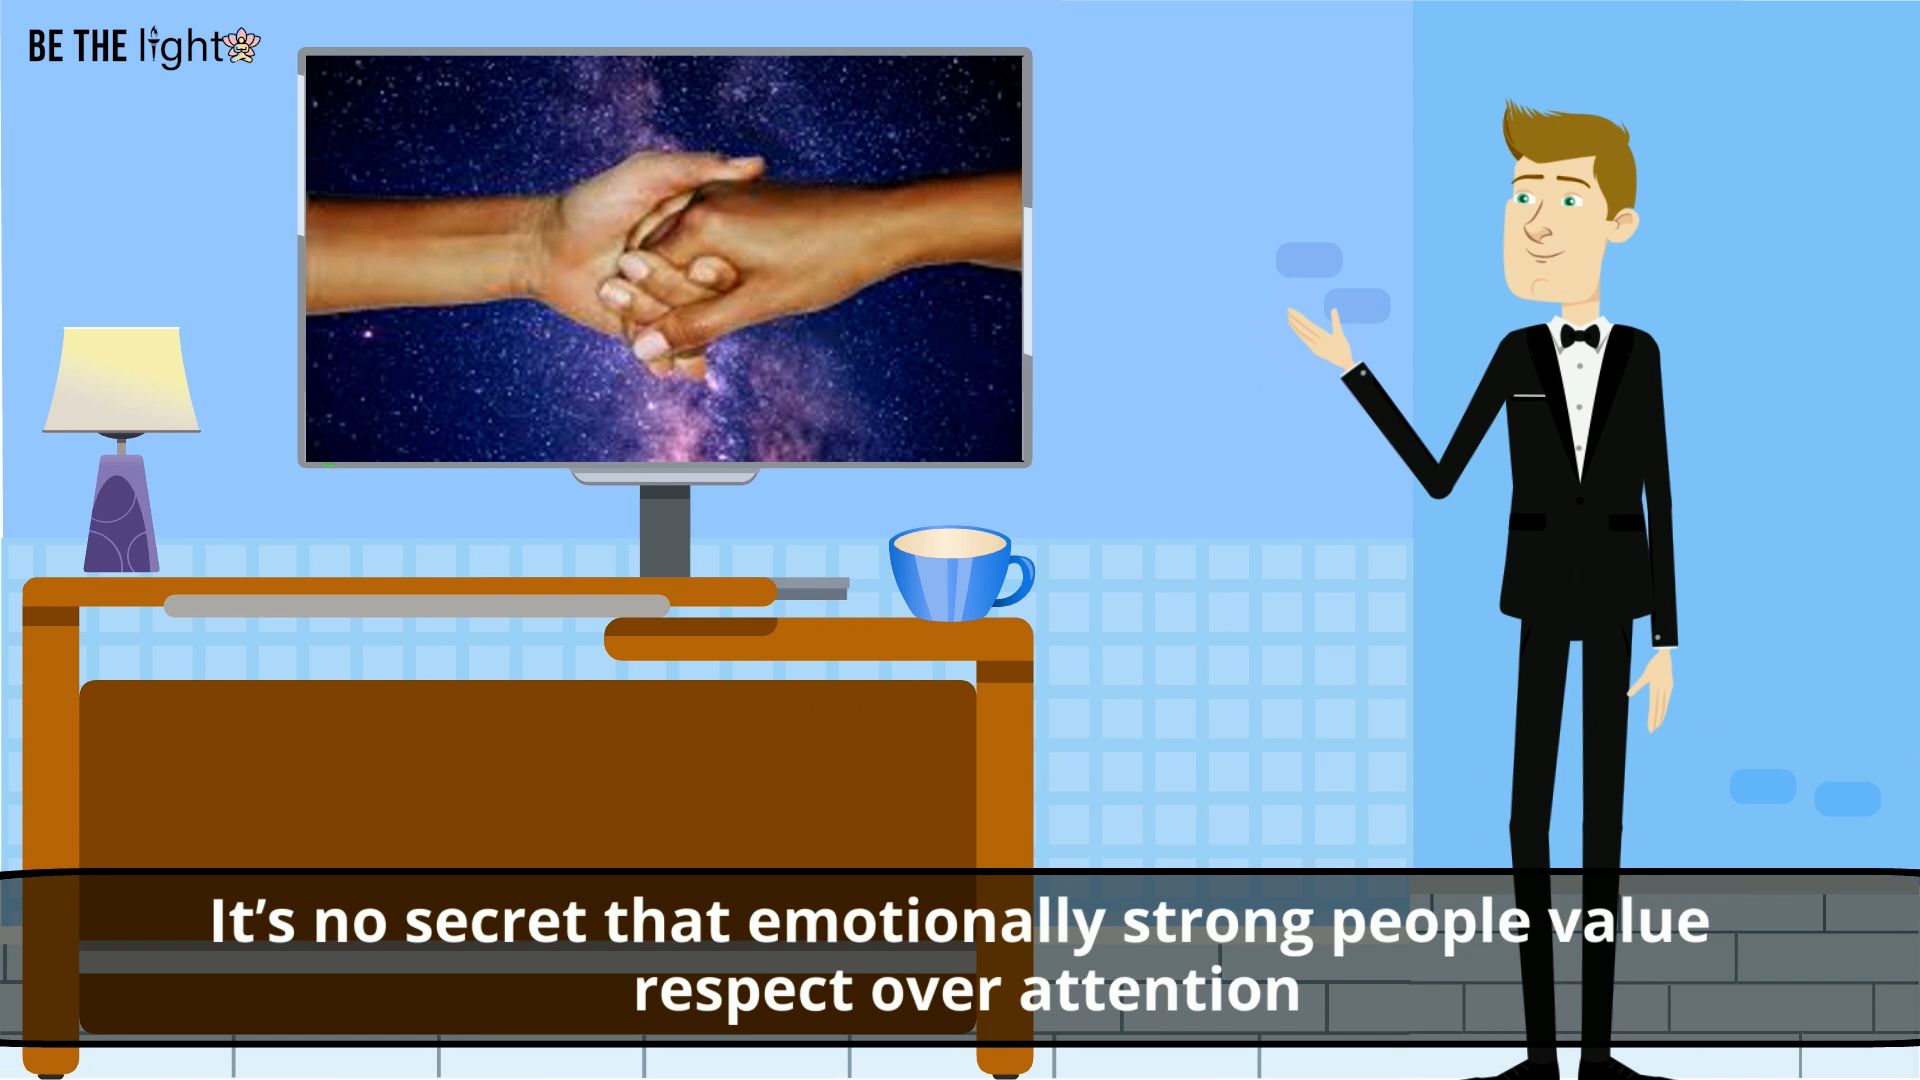 BE THE light
It’s no secret that emotionally strong people value
respect over attention